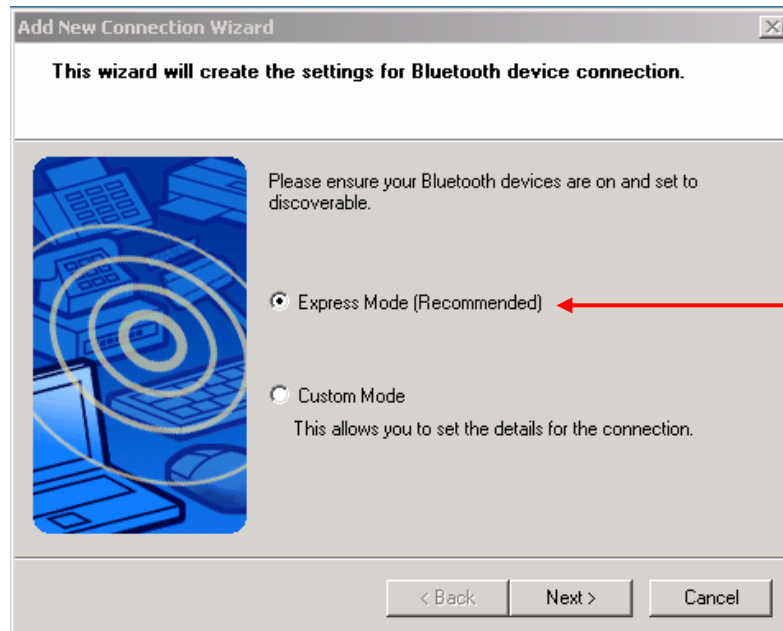 Add New Connection Wizard
This wizard will create the settings for Bluetooth device connection.
Please ensure your Bluetooth devices are on and set to
discoverable.
Express Mode (Recommended)
Custom Mode
This allows you to set the details for the connection.
< Back
Next >
Cancel